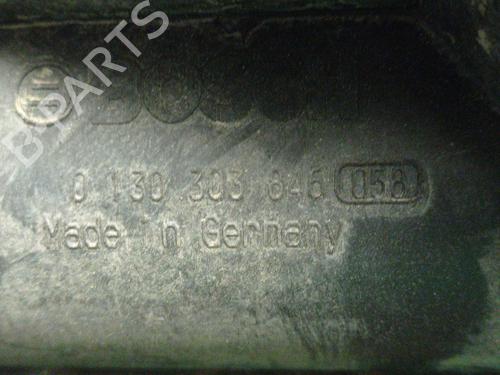 BPARTS
BOSCH
0 130 303 846 058
Made in Germany